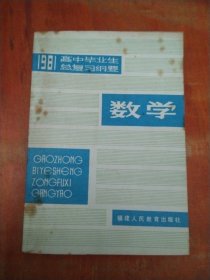 1981
高中毕业生
总复习纲要
数学
GAOZHONG
BIYESHENG
ZONGFUXI
GANGYAO
福建人民教育出版社